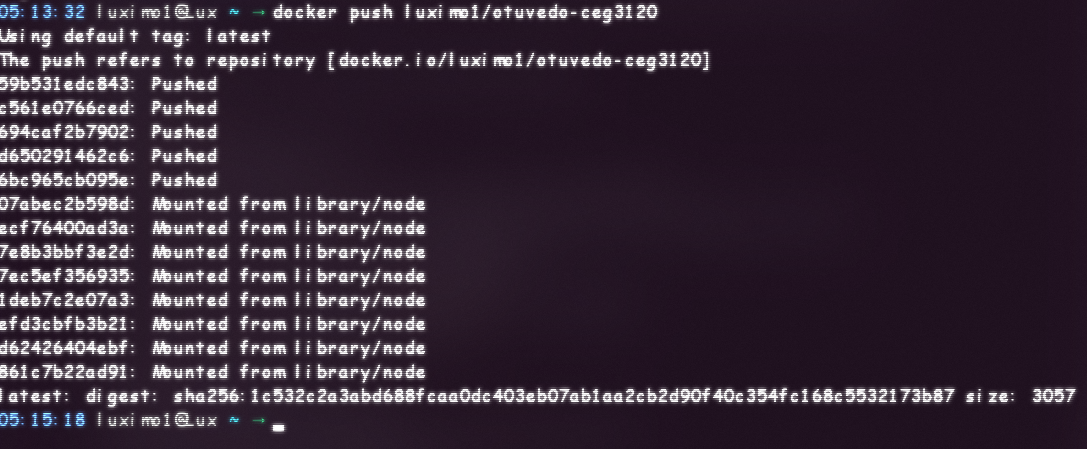 05:13:32 luximo1@Lux ~ → docker push luximo1/otuvedo-ceg3120
Using default tag: latest
The push refers to repository [docker.io/luximo1/otuvedo-ceg3120]
59b531edc843: Pushed
c561e0766ced: Pushed
694caf2b7902: Pushed
d650291462c6: Pushed
6bc965cb095e: Pushed
07abec2b598d: Mounted from library/node
ecf76400ad3a: Mounted from library/node
7e8b3bbf3e2d: Mounted from library/node
7ec5ef356935: Mounted from library/node
1deb7c2e07a3: Mounted from library/node
efd3cbfb3b21: Mounted from library/node
d62426404ebf: Mounted from library/node
861c7b22ad91: Mounted from library/node
latest: digest: sha256:1c532c2a3abd688fcaa0dc403eb07ab1aa2cb2d90f40c354fc168c5532173b87 size: 3057
05:15:18 luximo1@Lux ~ →